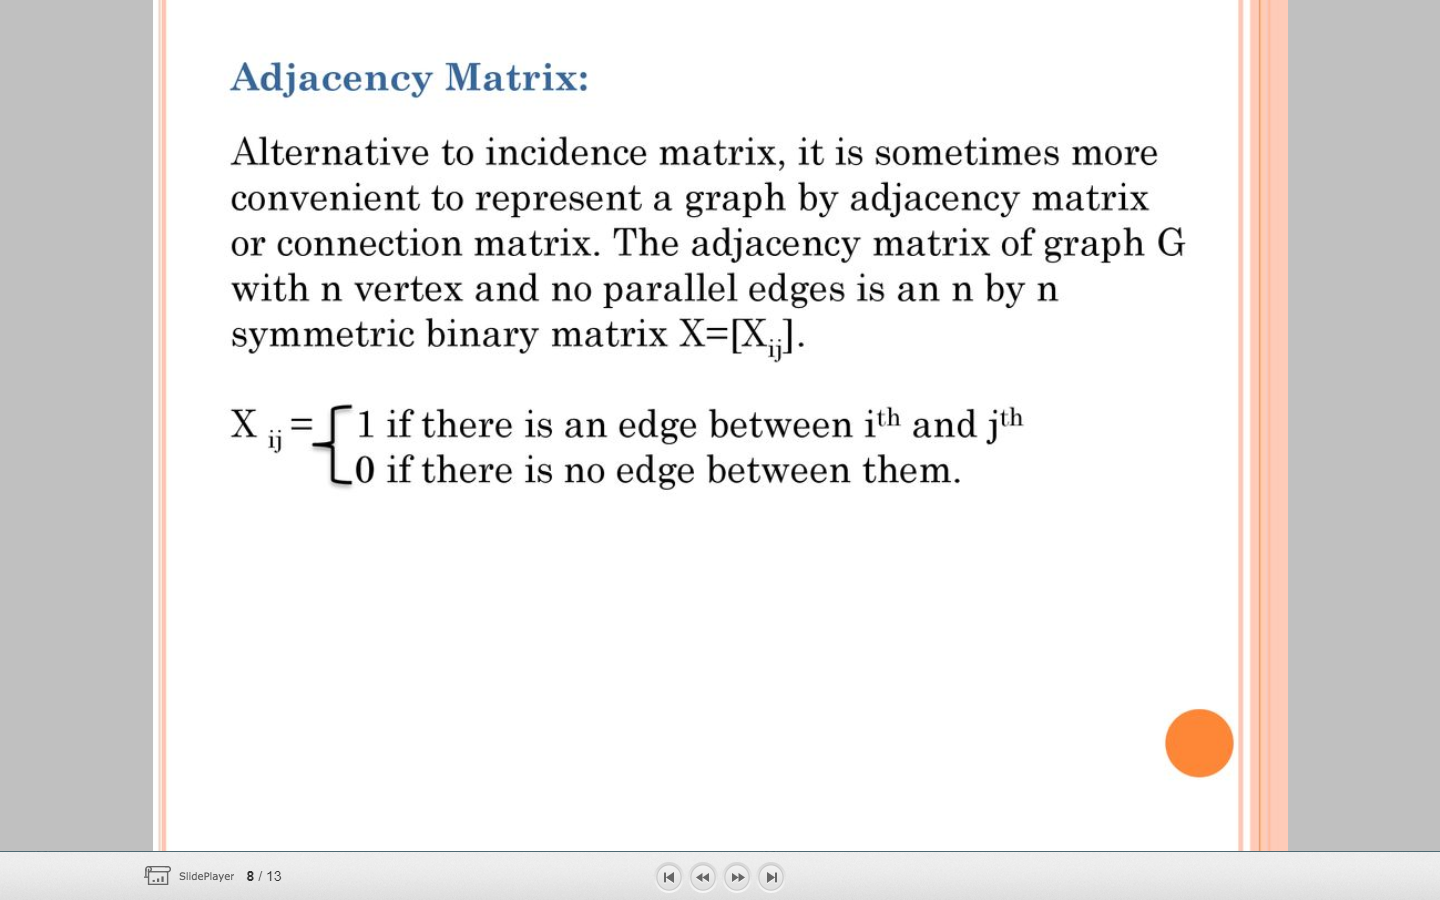 Adjacency Matrix:
Alternative to incidence matrix, it is sometimes more
convenient to represent a graph by adjacency matrix
or connection matrix. The adjacency matrix of graph G
with n vertex and no parallel edges is an n by n
symmetric binary matrix X=[Xij].
X ij = 1 if there is an edge between ith and jth
0 if there is no edge between them.
SlidePlayer 8 / 13